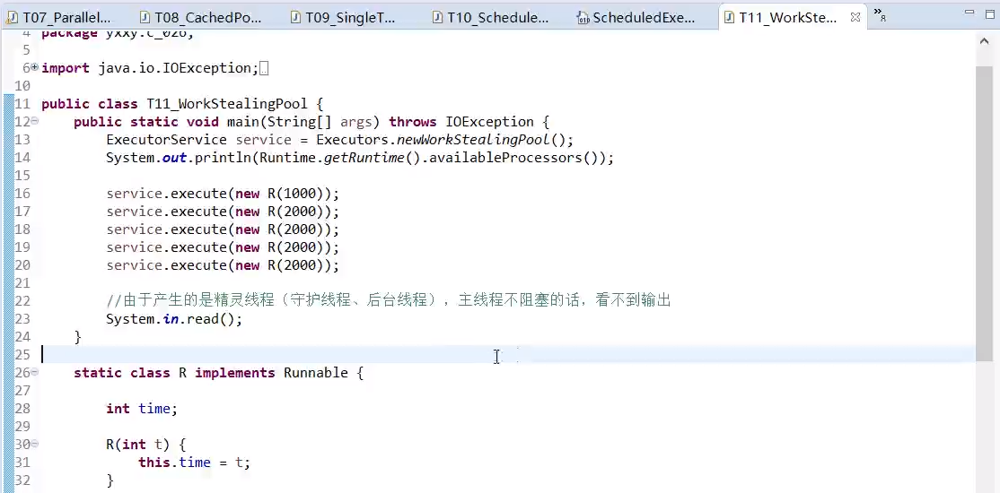 T07_Parallel... T08_CachedPo... T09_SingleT... T10_Schedule... ScheduledExe... T11_WorkSte... »8
4 package yxxy.c_026;
5
6 import java.io.IOException;
10
11 public class T11_WorkStealingPool {
12 public static void main(String[] args) throws IOException {
13 ExecutorService service = Executors.newWorkStealingPool();
14 System.out.println(Runtime.getRuntime().availableProcessors());
15
16 service.execute(new R(1000));
17 service.execute(new R(2000));
18 service.execute(new R(2000));
19 service.execute(new R(2000));
20 service.execute(new R(2000));
21
22 //由于产生的是精灵线程（守护线程、后台线程），主线程不阻塞的话，看不到输出
23 System.in.read();
24 }
25
26 static class R implements Runnable {
27
28 int time;
29
30 R(int t) {
31 this.time = t;
32 }